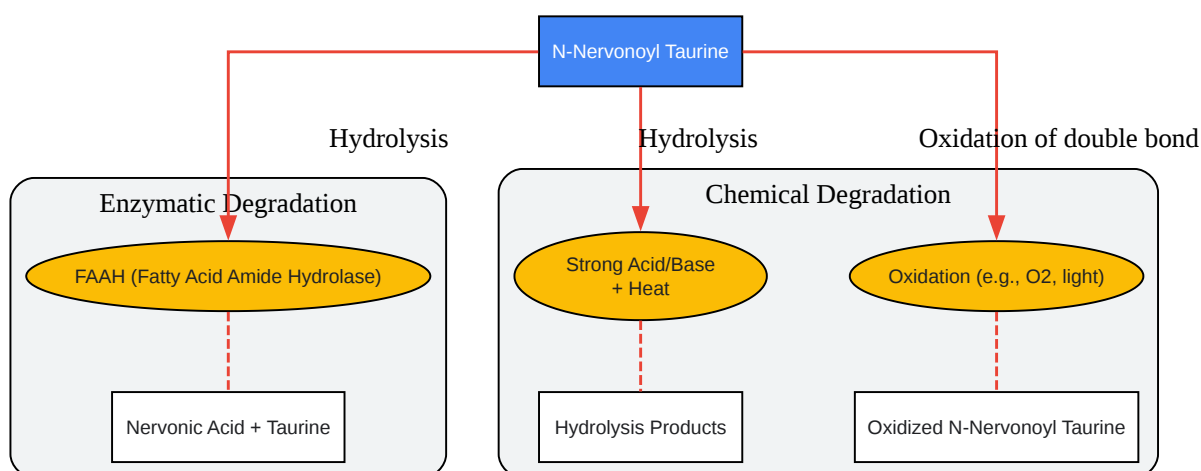 N-Nervonoyl Taurine
Hydrolysis
Hydrolysis
Oxidation of double bond
Enzymatic Degradation
Chemical Degradation
FAAH (Fatty Acid Amide Hydrolase)
Strong Acid/Base
+ Heat
Oxidation (e.g., O2, light)
Nervonic Acid + Taurine
Hydrolysis Products
Oxidized N-Nervonoyl Taurine